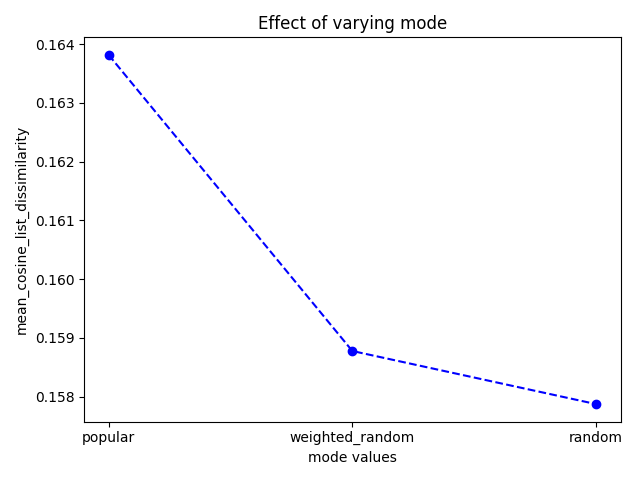 Effect of varying mode
mean_cosine_list_dissimilarity
0.164
0.163
0.162
0.161
0.160
0.159
0.158
popular weighted_random random
mode values